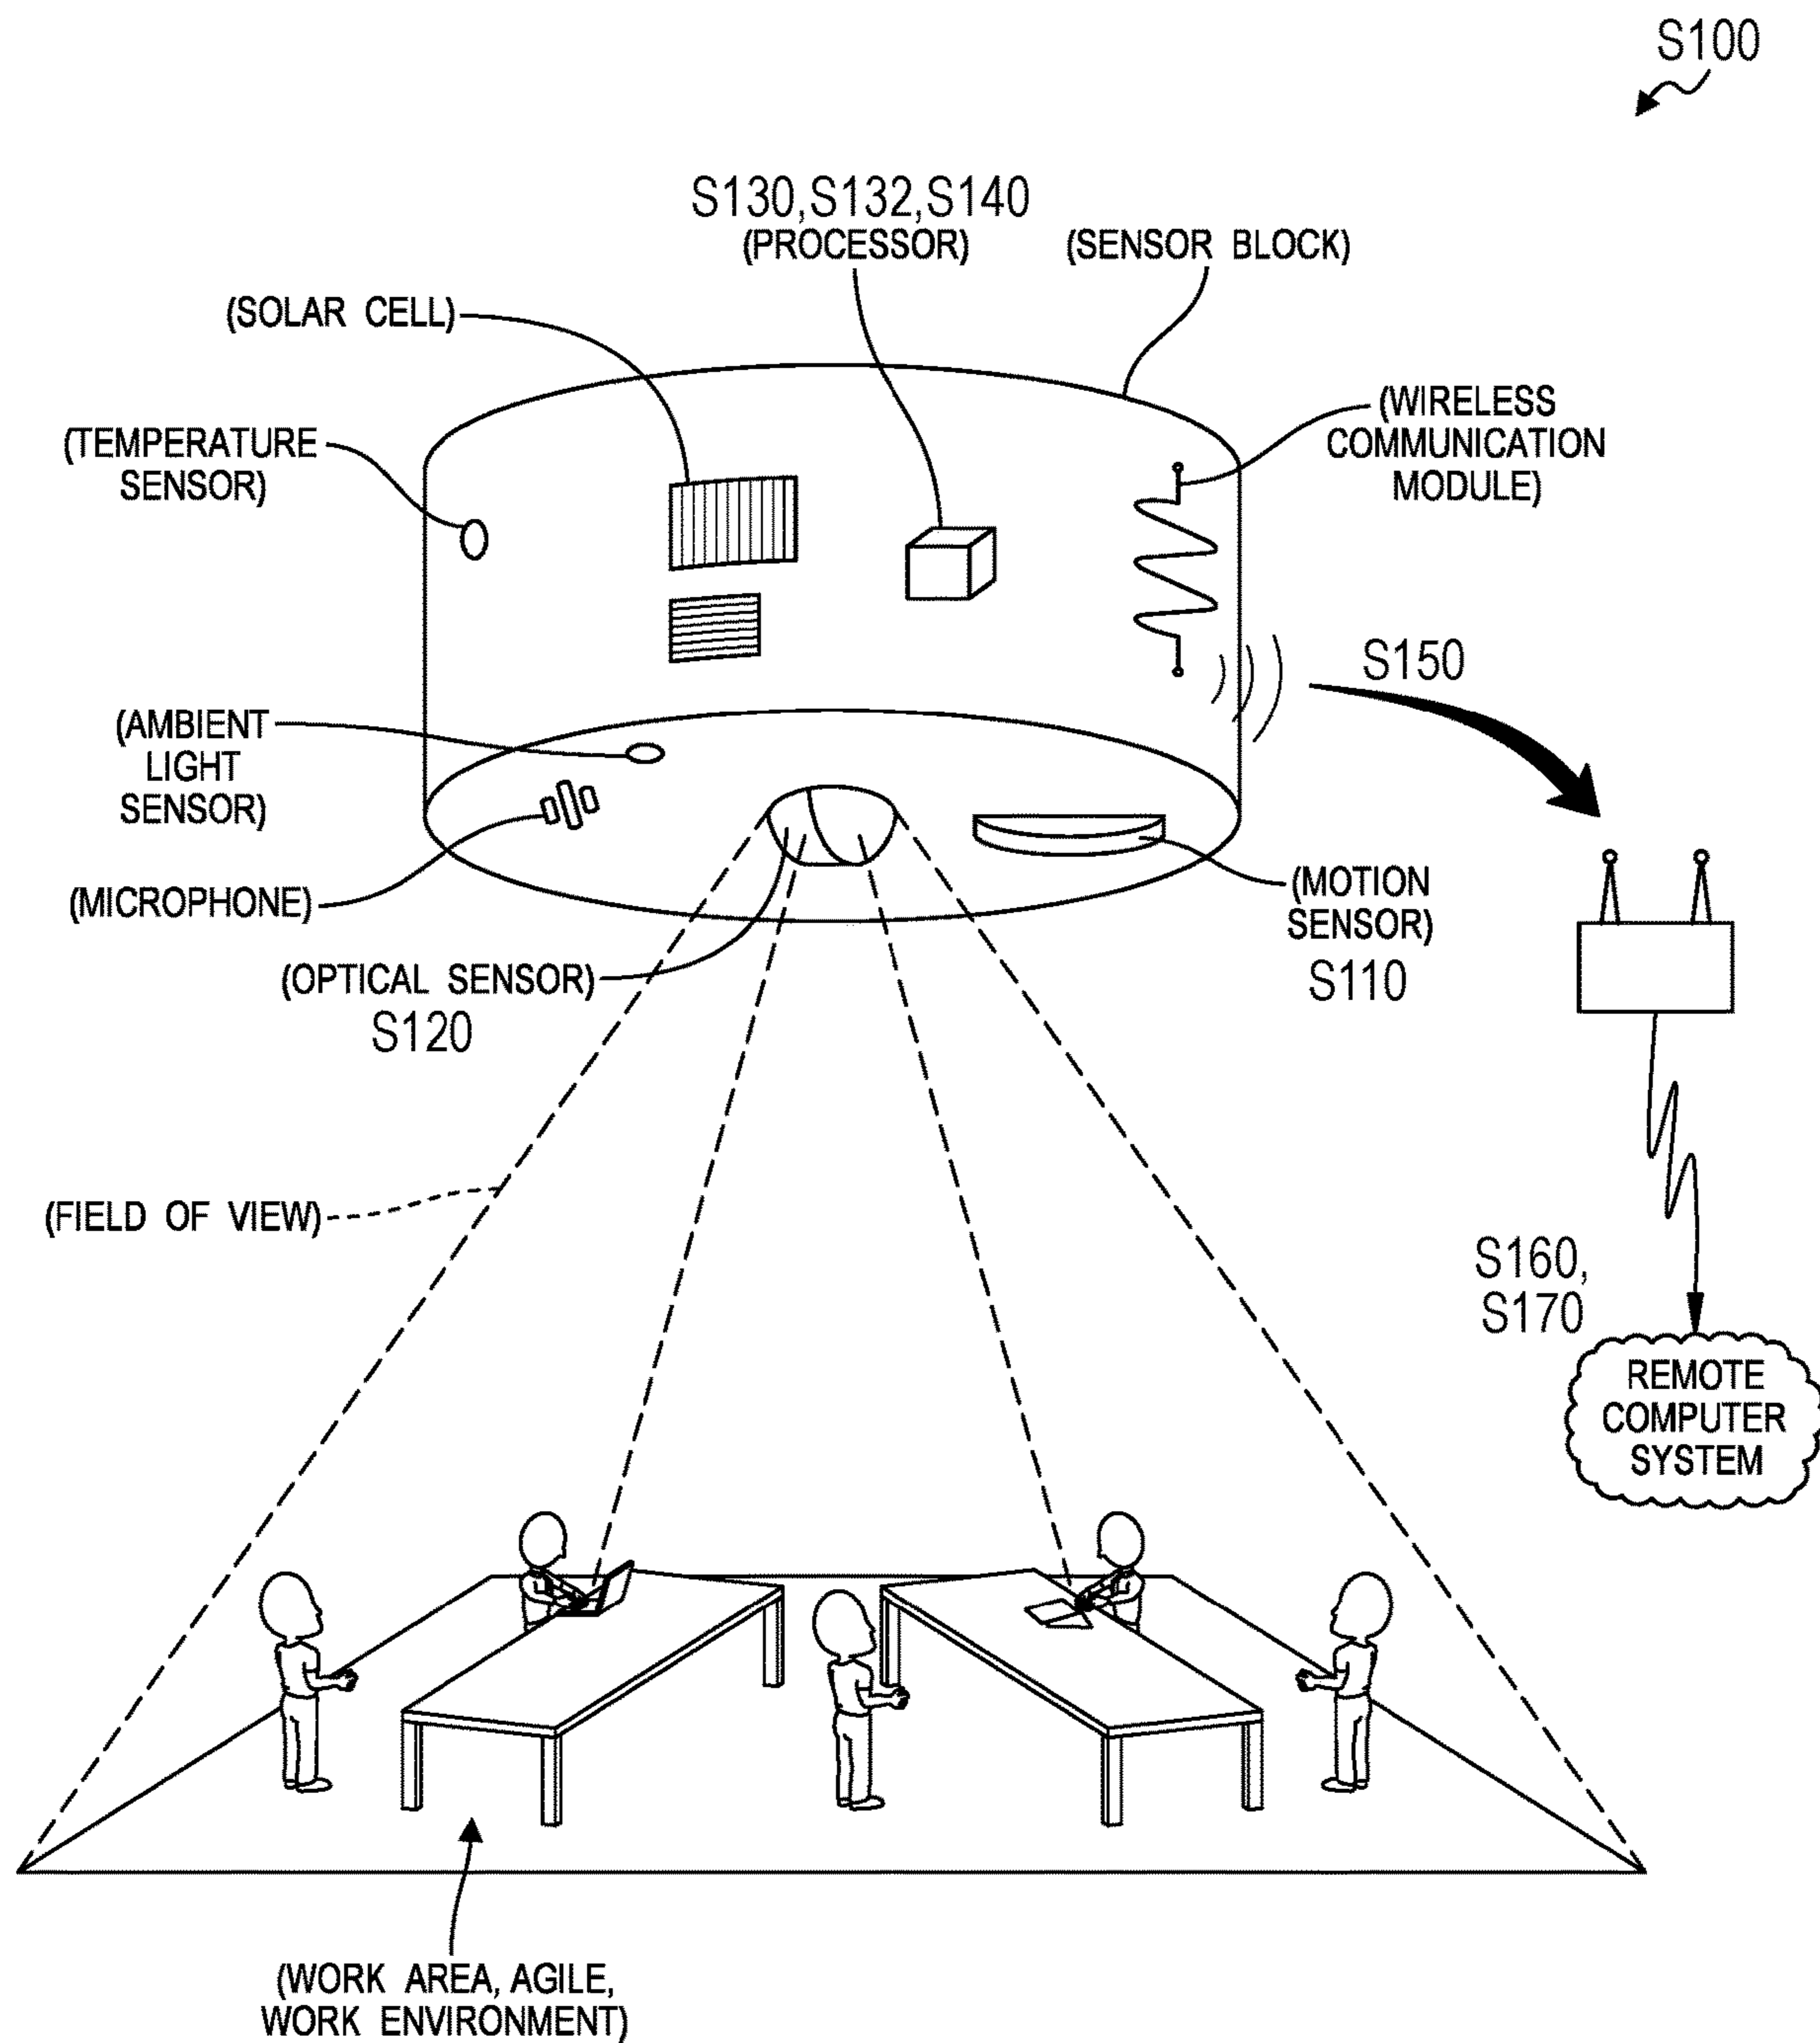 S100
S130, S132, S140
(PROCESSOR)
(SENSOR BLOCK)
(SOLAR CELL)
(WIRELESS
COMMUNICATION
MODULE)
(TEMPERATURE
SENSOR)
S150
(AMBIENT
LIGHT
SENSOR)
(MICROPHONE)
(MOTION
SENSOR)
S110
(OPTICAL SENSOR)
S120
(FIELD OF VIEW)
S160,
S170
REMOTE
COMPUTER
SYSTEM
(WORK AREA, AGILE,
WORK ENVIRONMENT)